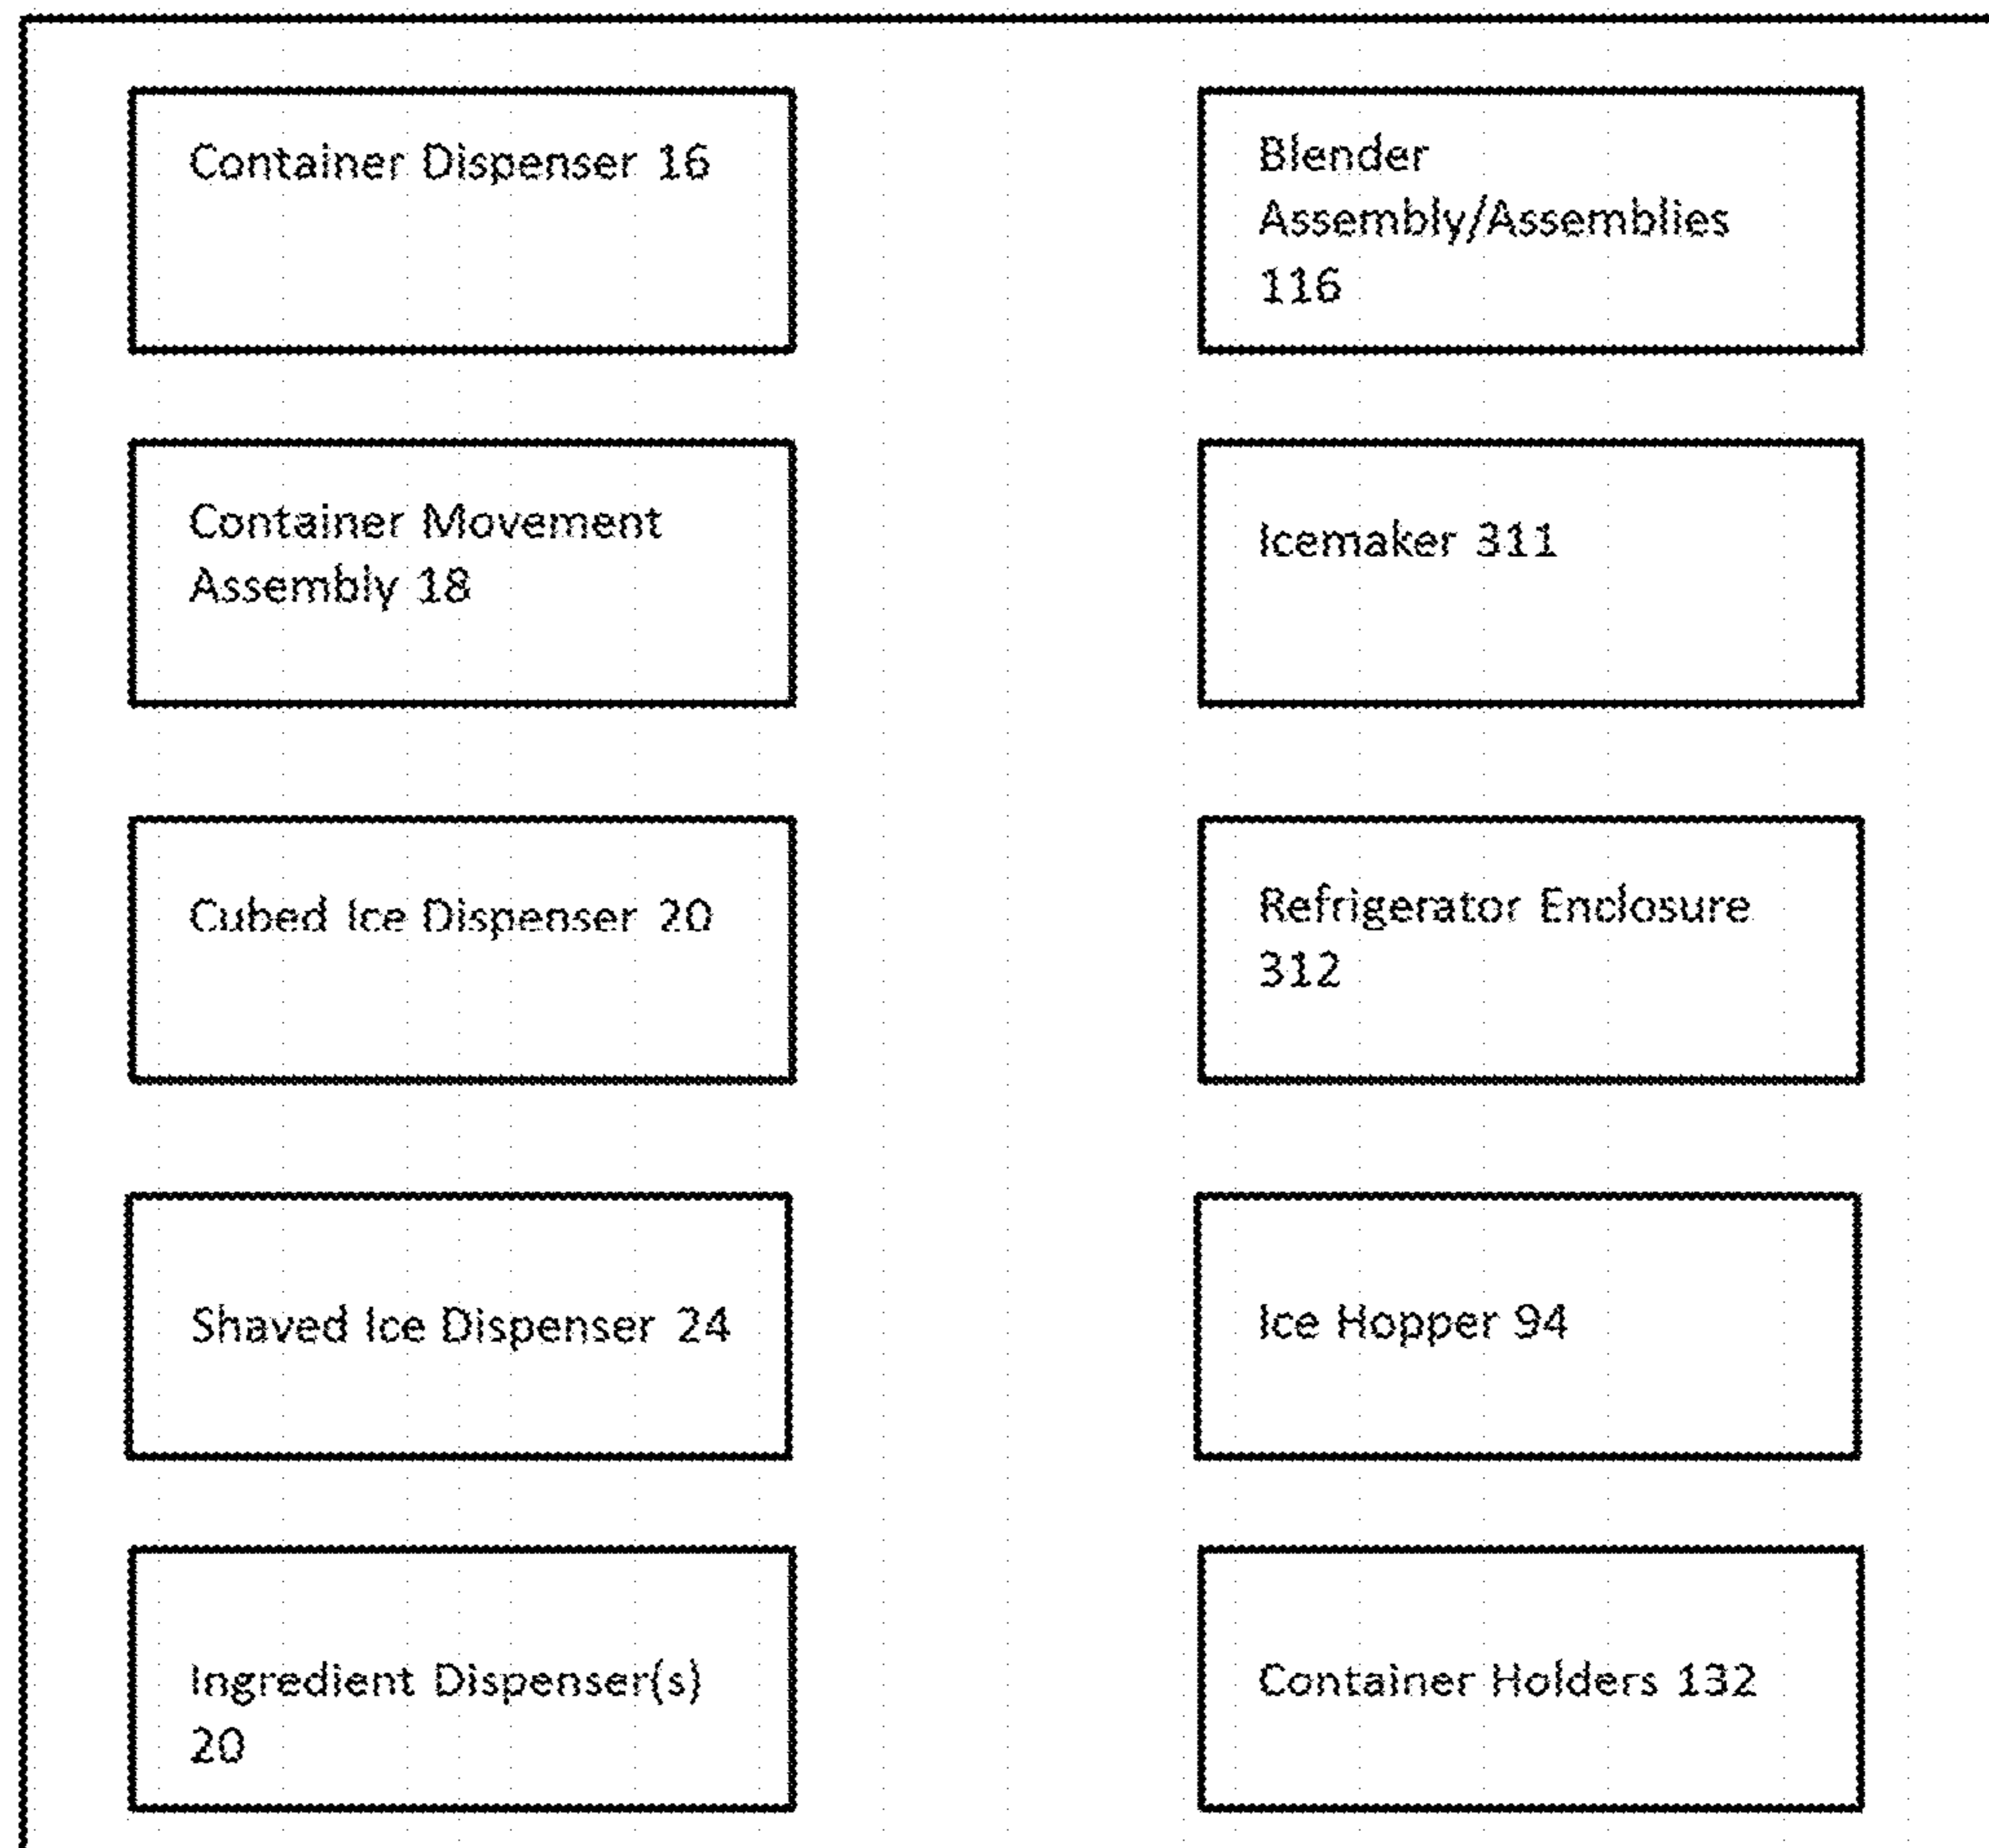 Container Dispenser 16
Blender
Assembly/Assemblies
116
Container Movement
Assembly 18
Icemaker 311
Cubed Ice Dispenser 20
Refrigerator Enclosure
312
Shaved Ice Dispenser 24
Ice Hopper 94
Ingredient Dispenser(s)
20
Container Holders 132